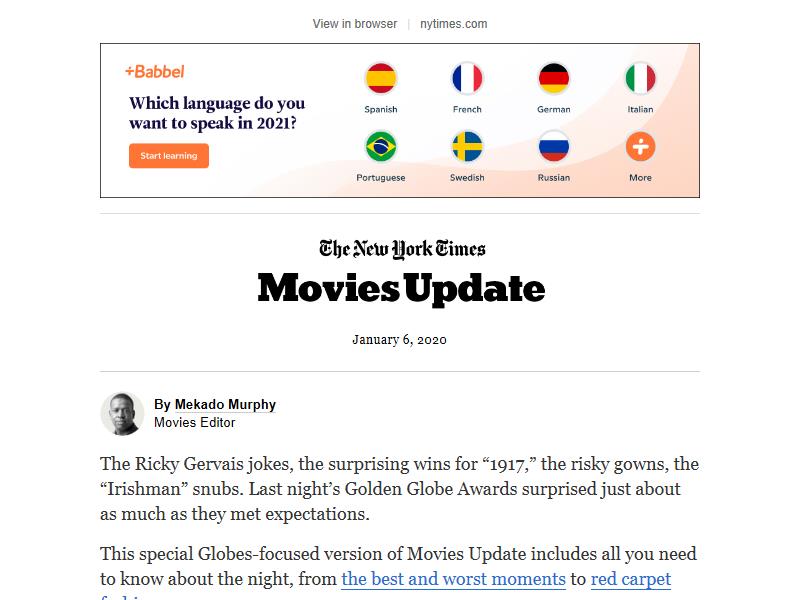 View in browser | nytimes.com
+Babbel
Which language do you
want to speak in 2021?
Start learning
Spanish French German Italian
Portuguese Swedish Russian More
The New York Times
Movies Update
January 6, 2020
By Mekado Murphy
Movies Editor
The Ricky Gervais jokes, the surprising wins for “1917,” the risky gowns, the
“Irishman” snubs. Last night’s Golden Globe Awards surprised just about
as much as they met expectations.
This special Globes-focused version of Movies Update includes all you need
to know about the night, from the best and worst moments to red carpet